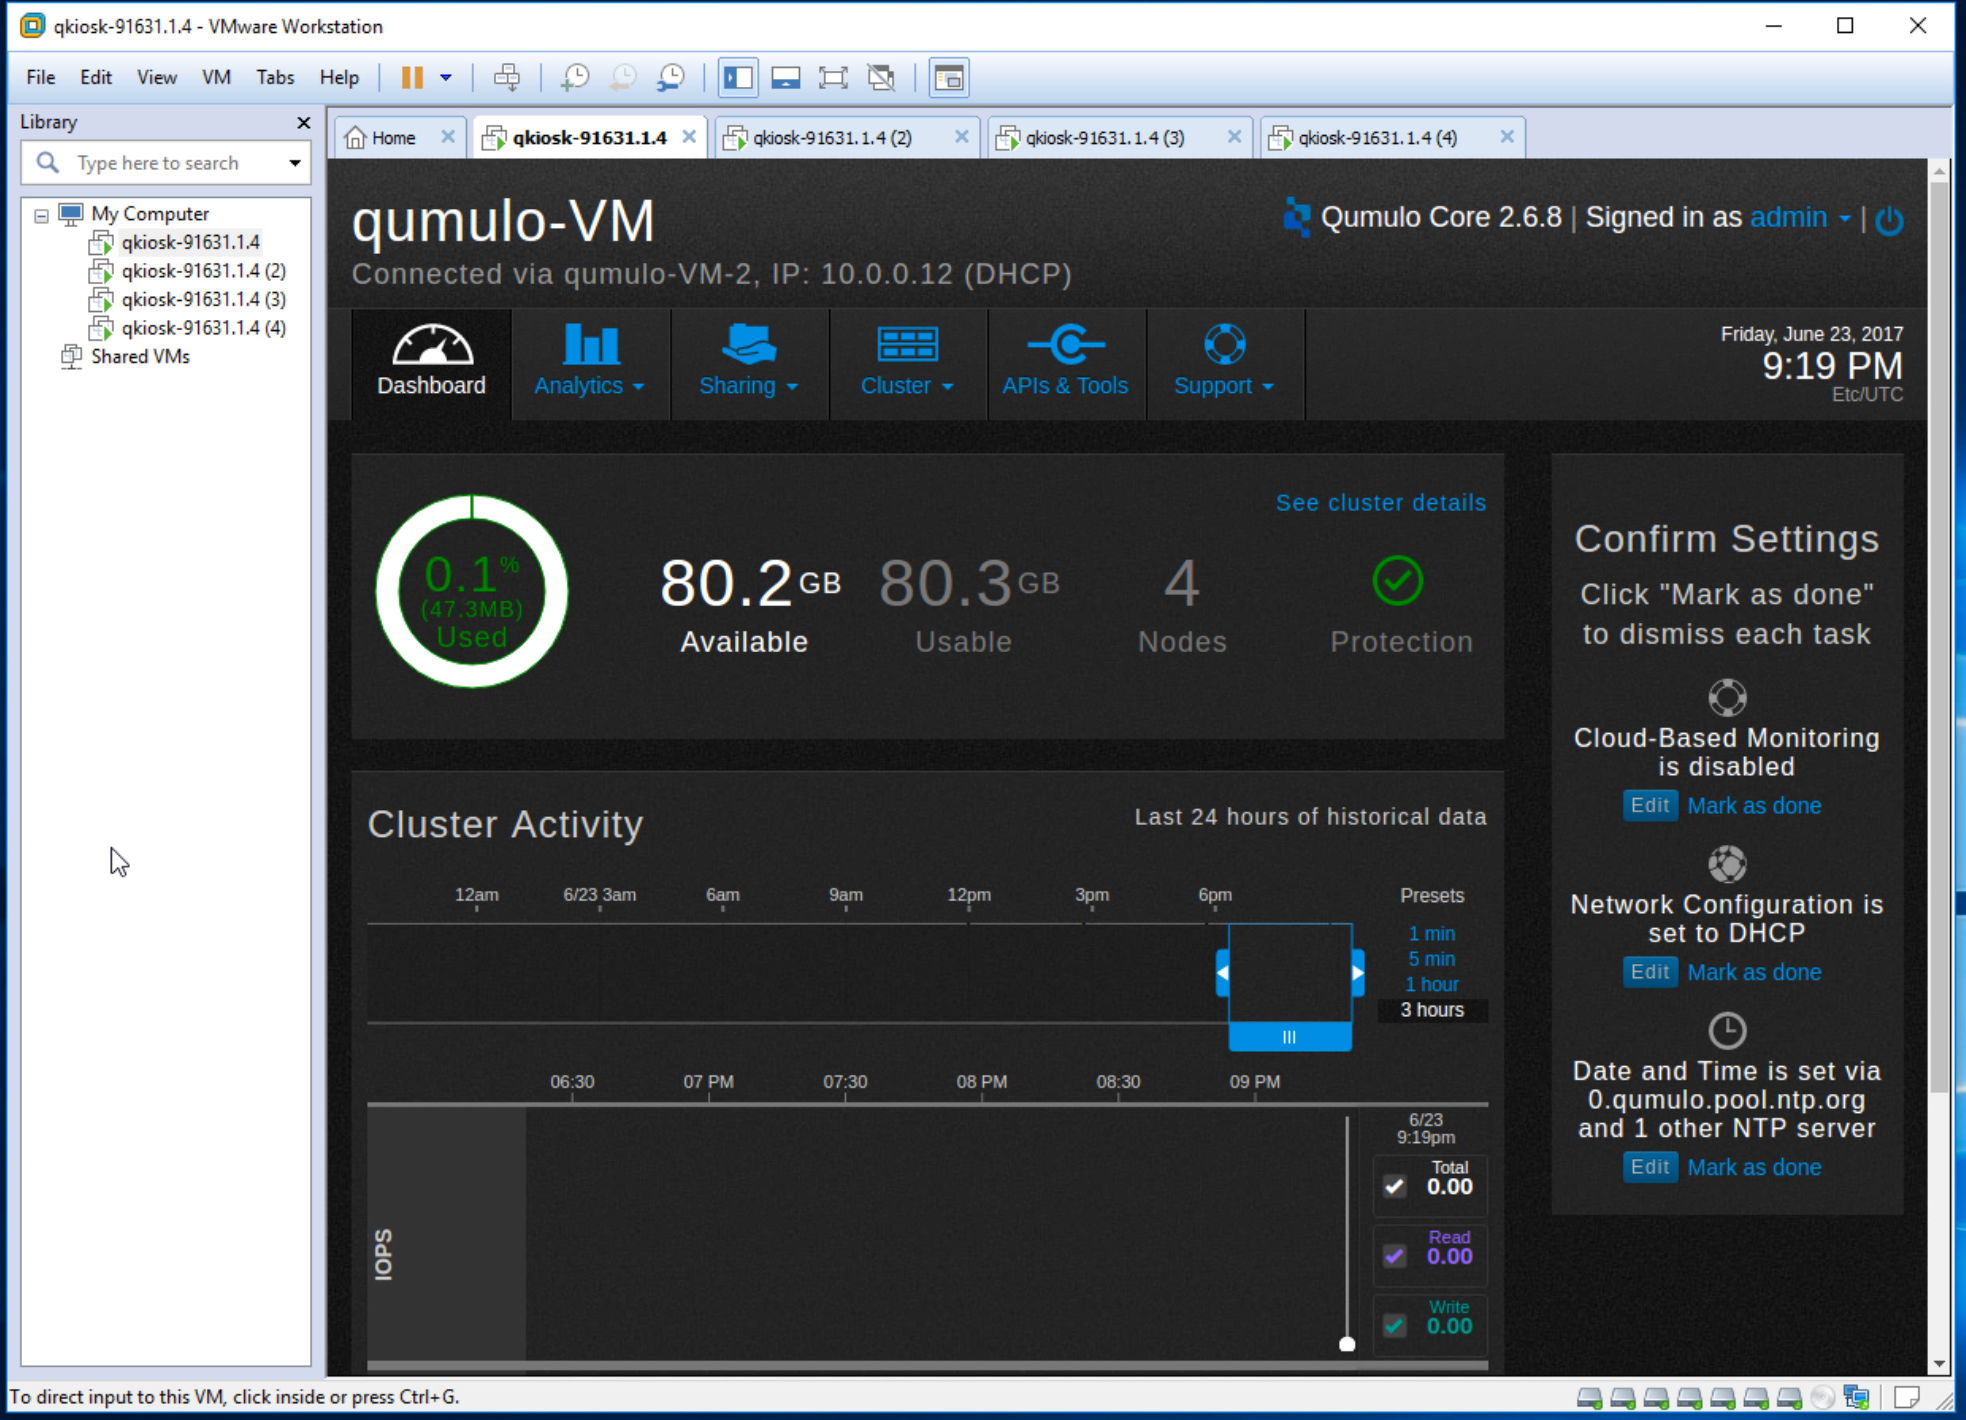 qkiosk-91631.1.4 - VMware Workstation
File Edit View VM Tabs Help
Library
Type here to search
My Computer
qkiosk-91631.1.4
qkiosk-91631.1.4 (2)
qkiosk-91631.1.4 (3)
qkiosk-91631.1.4 (4)
Shared VMs
Home qkiosk-91631.1.4 qkiosk-91631.1.4 (2) qkiosk-91631.1.4 (3) qkiosk-91631.1.4 (4)
qumulo-VM
Connected via qumulo-VM-2, IP: 10.0.0.12 (DHCP)
Qumulo Core 2.6.8 | Signed in as admin |
Dashboard Analytics Sharing Cluster APIs & Tools Support
Friday, June 23, 2017
9:19 PM
Etc/UTC
See cluster details
0.1%
(47.3MB)
Used
80.2 GB
Available
80.3 GB
Usable
4
Nodes
Protection
Cluster Activity
Last 24 hours of historical data
12am 6/23 3am 6am 9am 12pm 3pm 6pm
Presets
1 min
5 min
1 hour
3 hours
06:30 07 PM 07:30 08 PM 08:30 09 PM
IOPS
6/23
9:19pm
Total
0.00
Read
0.00
Write
0.00
Confirm Settings
Click "Mark as done"
to dismiss each task
Cloud-Based Monitoring
is disabled
Edit Mark as done
Network Configuration is
set to DHCP
Edit Mark as done
Date and Time is set via
0.qumulo.pool.ntp.org
and 1 other NTP server
Edit Mark as done
To direct input to this VM, click inside or press Ctrl+G.